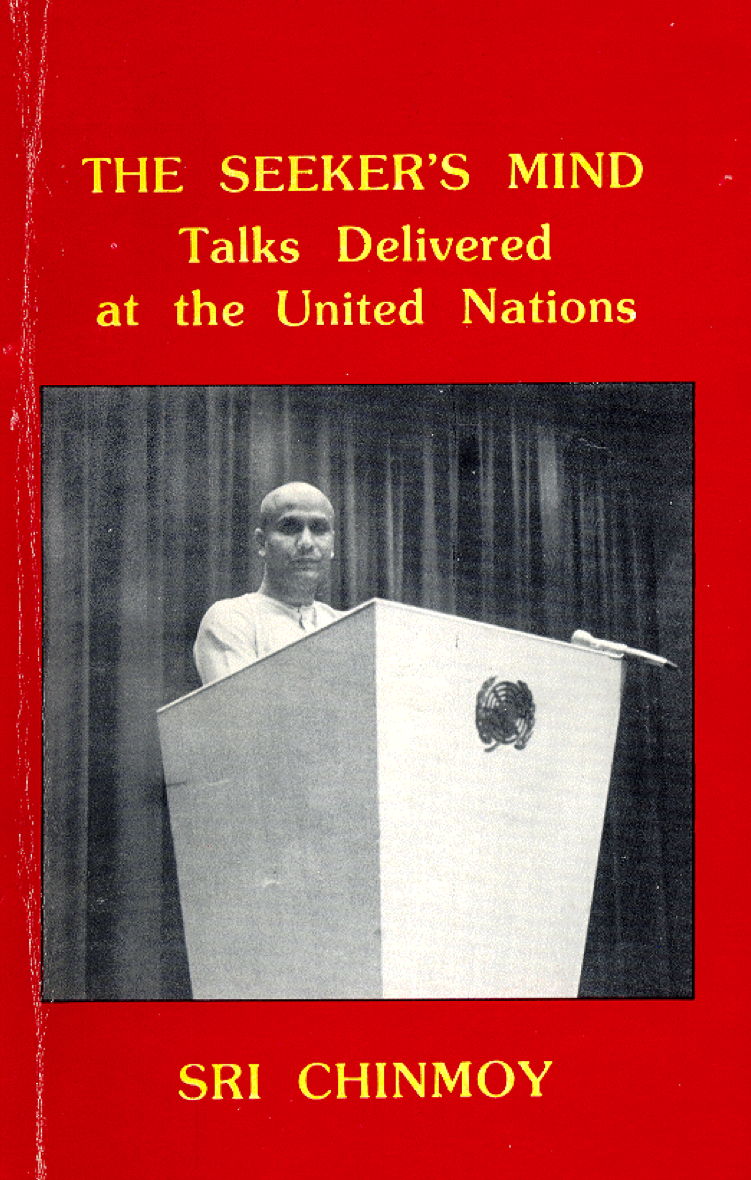 THE SEEKER'S MIND
Talks Delivered
at the United Nations
SRI CHINMOY